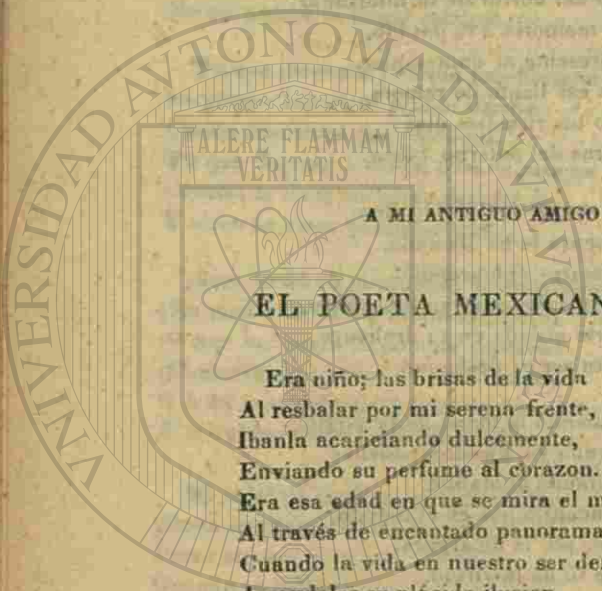 A MI ANTIGUO AMIGO
EL POETA MEXICAN
Era niño; las brisas de la vida
Al resbalar por mi serena frente,
Ibanla acariciando dulcemente,
Enviando su perfume al corazon.
Era esa edad en que se mira el m
Al través de encantado panorama
Cuando la vida en nuestro ser de
UNIVERSIDAD AVTONOMA D NVEVO LEON
ALERE FLAMMAM
VERITATIS